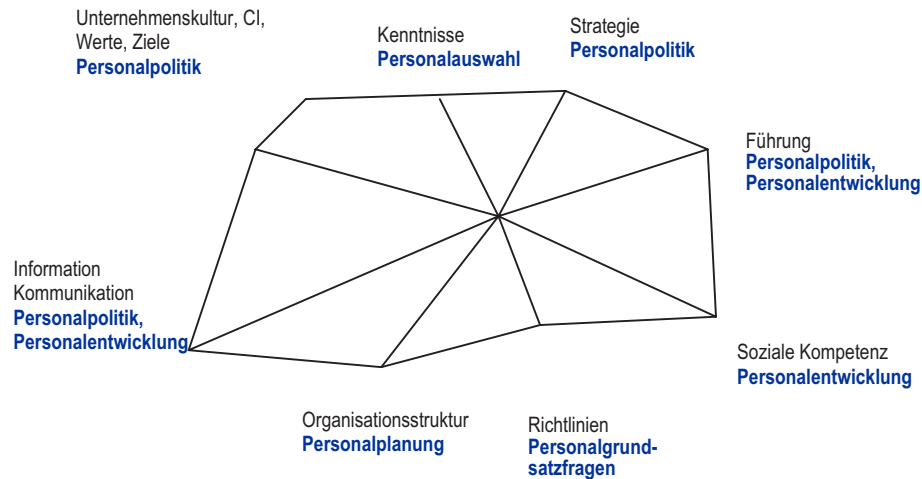 Unternehmenskultur, CI,
Werte, Ziele
Personalpolitik
Kenntnisse
Personalauswahl
Strategie
Personalpolitik
Führung
Personalpolitik,
Personalentwicklung
Information
Kommunikation
Personalpolitik,
Personalentwicklung
Soziale Kompetenz
Personalentwicklung
Organisationsstruktur
Personalplanung
Richtlinien
Personalgrund-
satzfragen